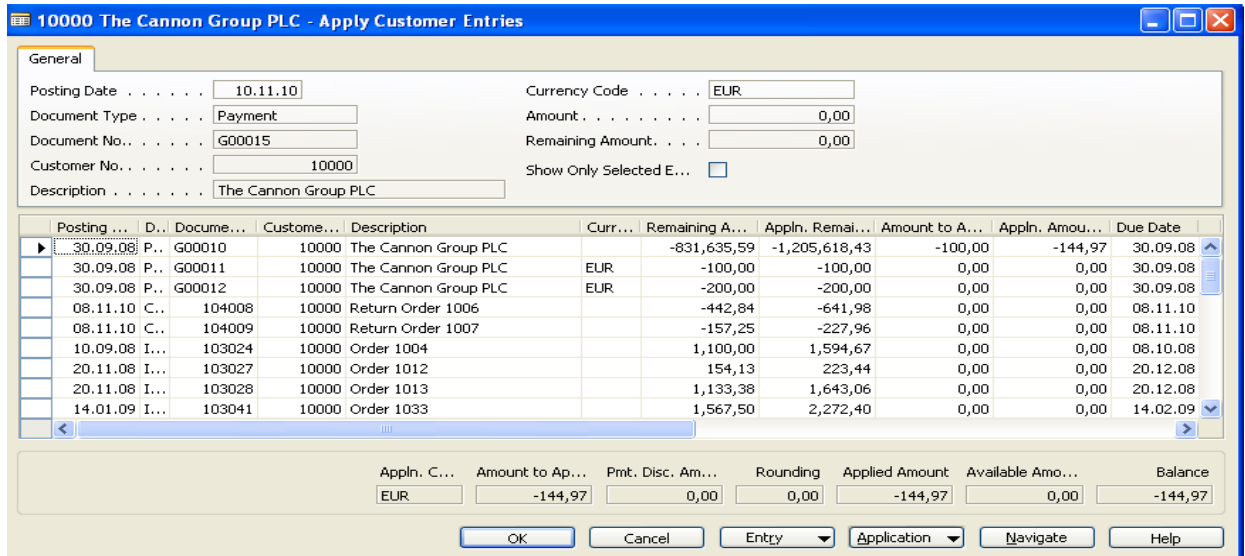 10000 The Cannon Group PLC - Apply Customer Entries
General
Posting Date . . . . . . 10.11.10 Currency Code . . . . . EUR
Document Type . . . . . Payment Amount . . . . . . . . . 0,00
Document No.. . . . . . G00015 Remaining Amount. . . . 0,00
Customer No. . . . . . . 10000 Show Only Selected E...
Description . . . . . . . The Cannon Group PLC
Posting ... D.. Docume... Custome... Description Curr... Remaining A... Appln. Remai... Amount to A... Appln. Amou... Due Date
30.09.08 P.. G00010 10000 The Cannon Group PLC -831,635,59 -1,205,618,43 -100,00 -144,97 30.09.08
30.09.08 P.. G00011 10000 The Cannon Group PLC EUR -100,00 -100,00 0,00 0,00 30.09.08
30.09.08 P.. G00012 10000 The Cannon Group PLC EUR -200,00 -200,00 0,00 0,00 30.09.08
08.11.10 C.. 104008 10000 Return Order 1006 -442,84 -641,98 0,00 0,00 08.11.10
08.11.10 C.. 104009 10000 Return Order 1007 -157,25 -227,96 0,00 0,00 08.11.10
10.09.08 I... 103024 10000 Order 1004 1,100,00 1,594,67 0,00 0,00 08.10.08
20.11.08 I... 103027 10000 Order 1012 154,13 223,44 0,00 0,00 20.12.08
20.11.08 I... 103028 10000 Order 1013 1,133,38 1,643,06 0,00 0,00 20.12.08
14.01.09 I... 103041 10000 Order 1033 1,567,50 2,272,40 0,00 0,00 14.02.09
Appln. C... Amount to Ap... Pmt. Disc. Am... Rounding Applied Amount Available Amo... Balance
EUR -144,97 0,00 0,00 -144,97 0,00 -144,97
OK Cancel Entry Application Navigate Help